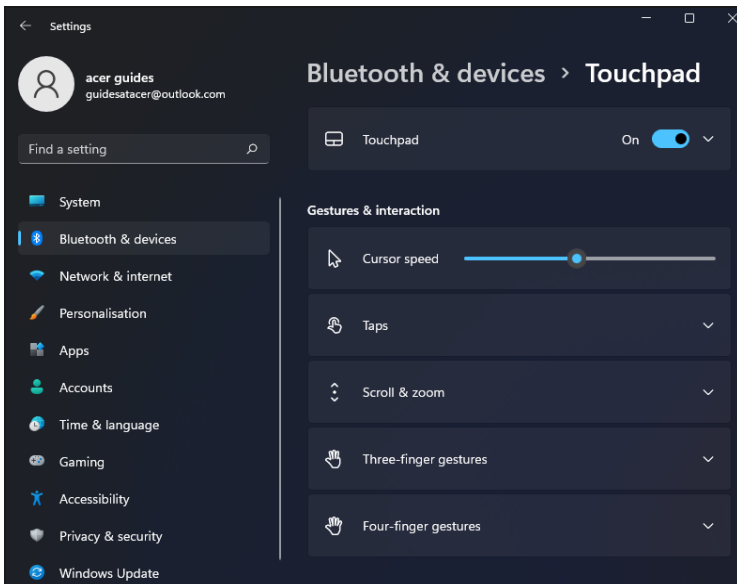 Settings
acer guides
guidesatacer@outlook.com
Find a setting
System
Bluetooth & devices
Network & internet
Personalisation
Apps
Accounts
Time & language
Gaming
Accessibility
Privacy & security
Windows Update
Bluetooth & devices › Touchpad
Touchpad On
Gestures & interaction
Cursor speed
Taps
Scroll & zoom
Three-finger gestures
Four-finger gestures